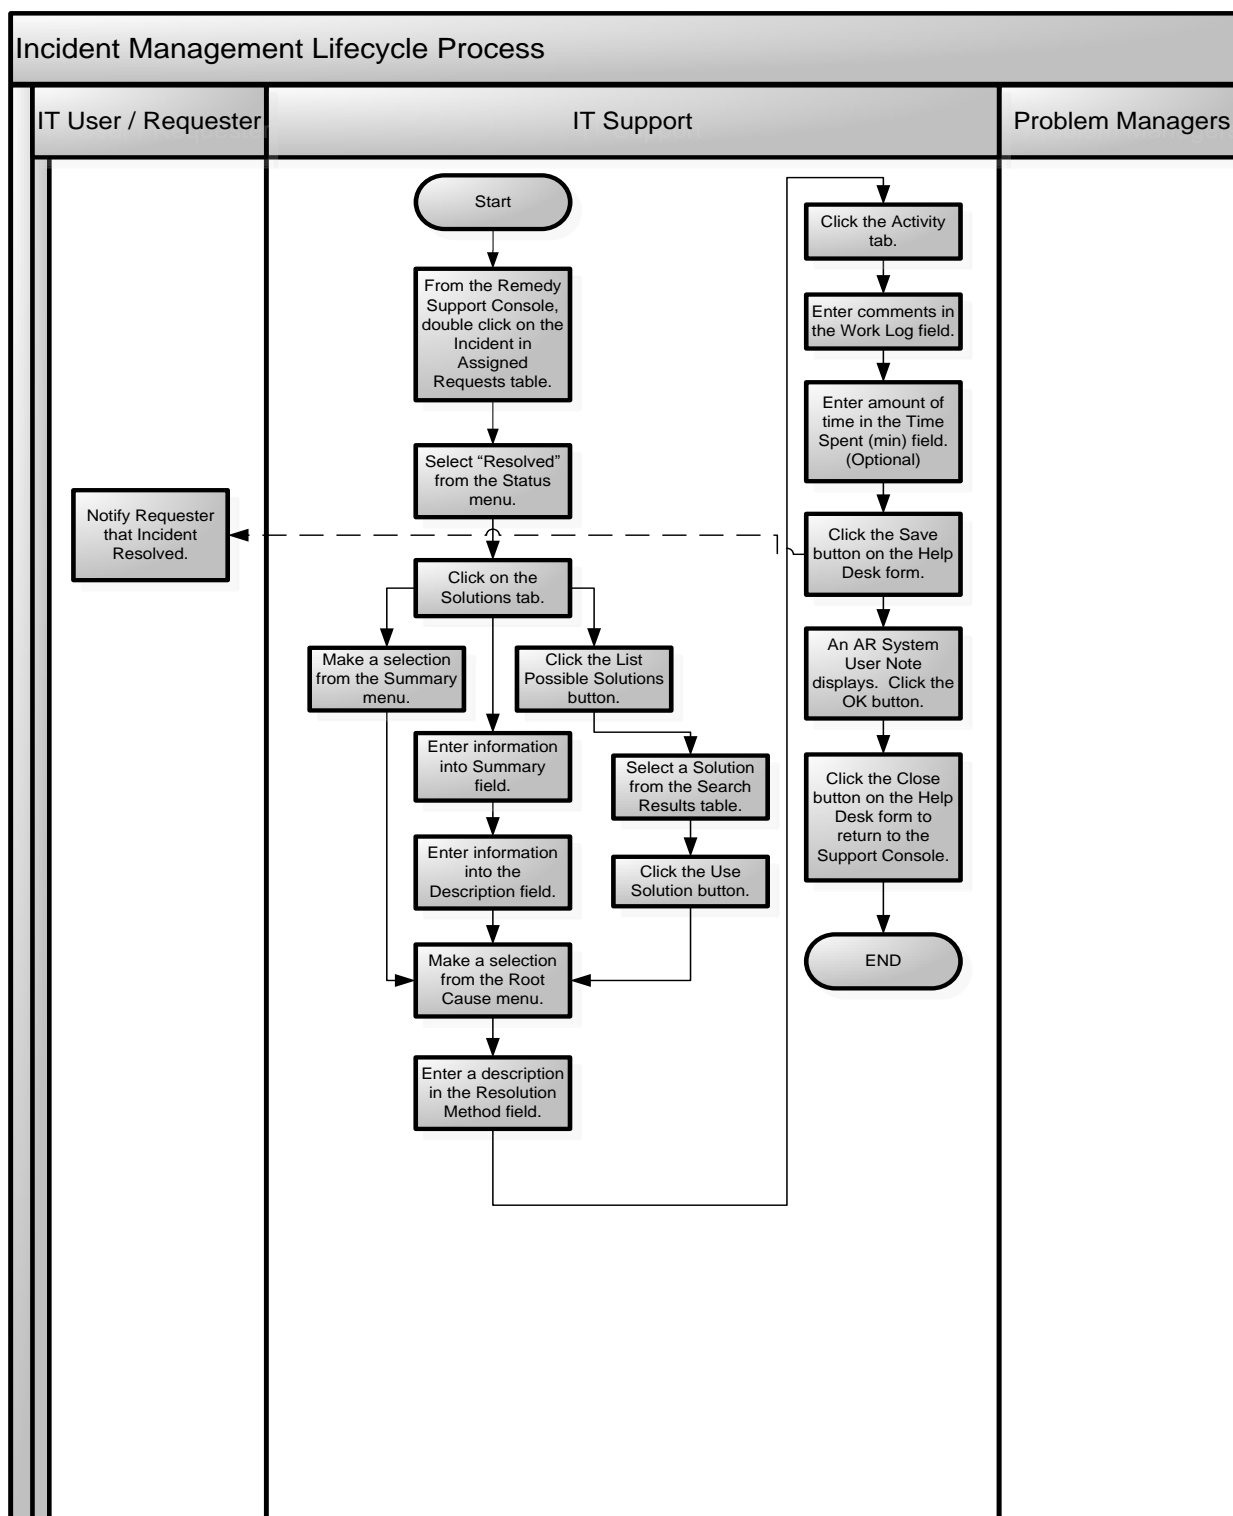 Incident Management Lifecycle Process
IT User / Requester
IT Support
Problem Managers
Start
From the Remedy
Support Console,
double click on the
Incident in
Assigned
Requests table.
Select “Resolved”
from the Status
menu.
Notify Requester
that Incident
Resolved.
Click on the
Solutions tab.
Make a selection
from the Summary
menu.
Click the List
Possible Solutions
button.
Enter information
into Summary
field.
Select a Solution
from the Search
Results table.
Enter information
into the
Description field.
Click the Use
Solution button.
Make a selection
from the Root
Cause menu.
Enter a description
in the Resolution
Method field.
Click the Activity
tab.
Enter comments in
the Work Log field.
Enter amount of
time in the Time
Spent (min) field.
(Optional)
Click the Save
button on the Help
Desk form.
An AR System
User Note
displays.  Click the
OK button.
Click the Close
button on the Help
Desk form to
return to the
Support Console.
END